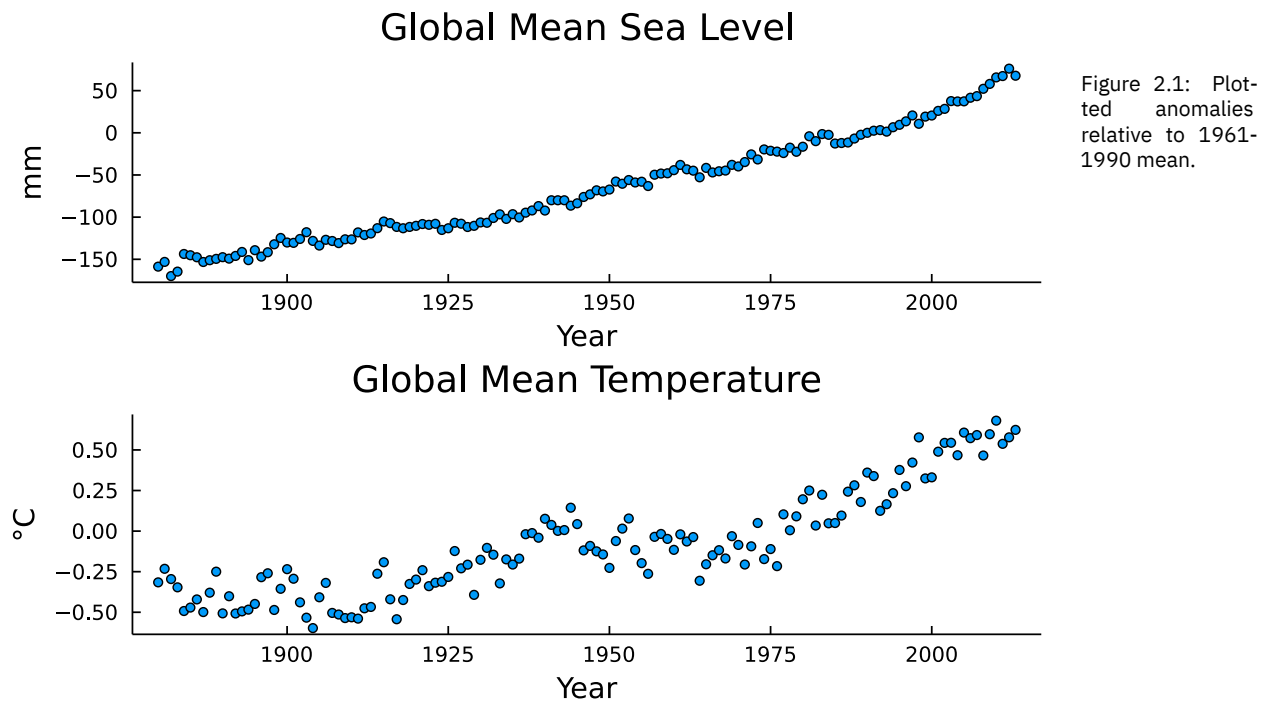 Global Mean Sea Level
50
0
−50
−100
−150
mm
1900 1925 1950 1975 2000
Year
Figure 2.1: Plot-
ted anomalies
relative to 1961-
1990 mean.
Global Mean Temperature
0.50
0.25
0.00
−0.25
−0.50
°C
1900 1925 1950 1975 2000
Year